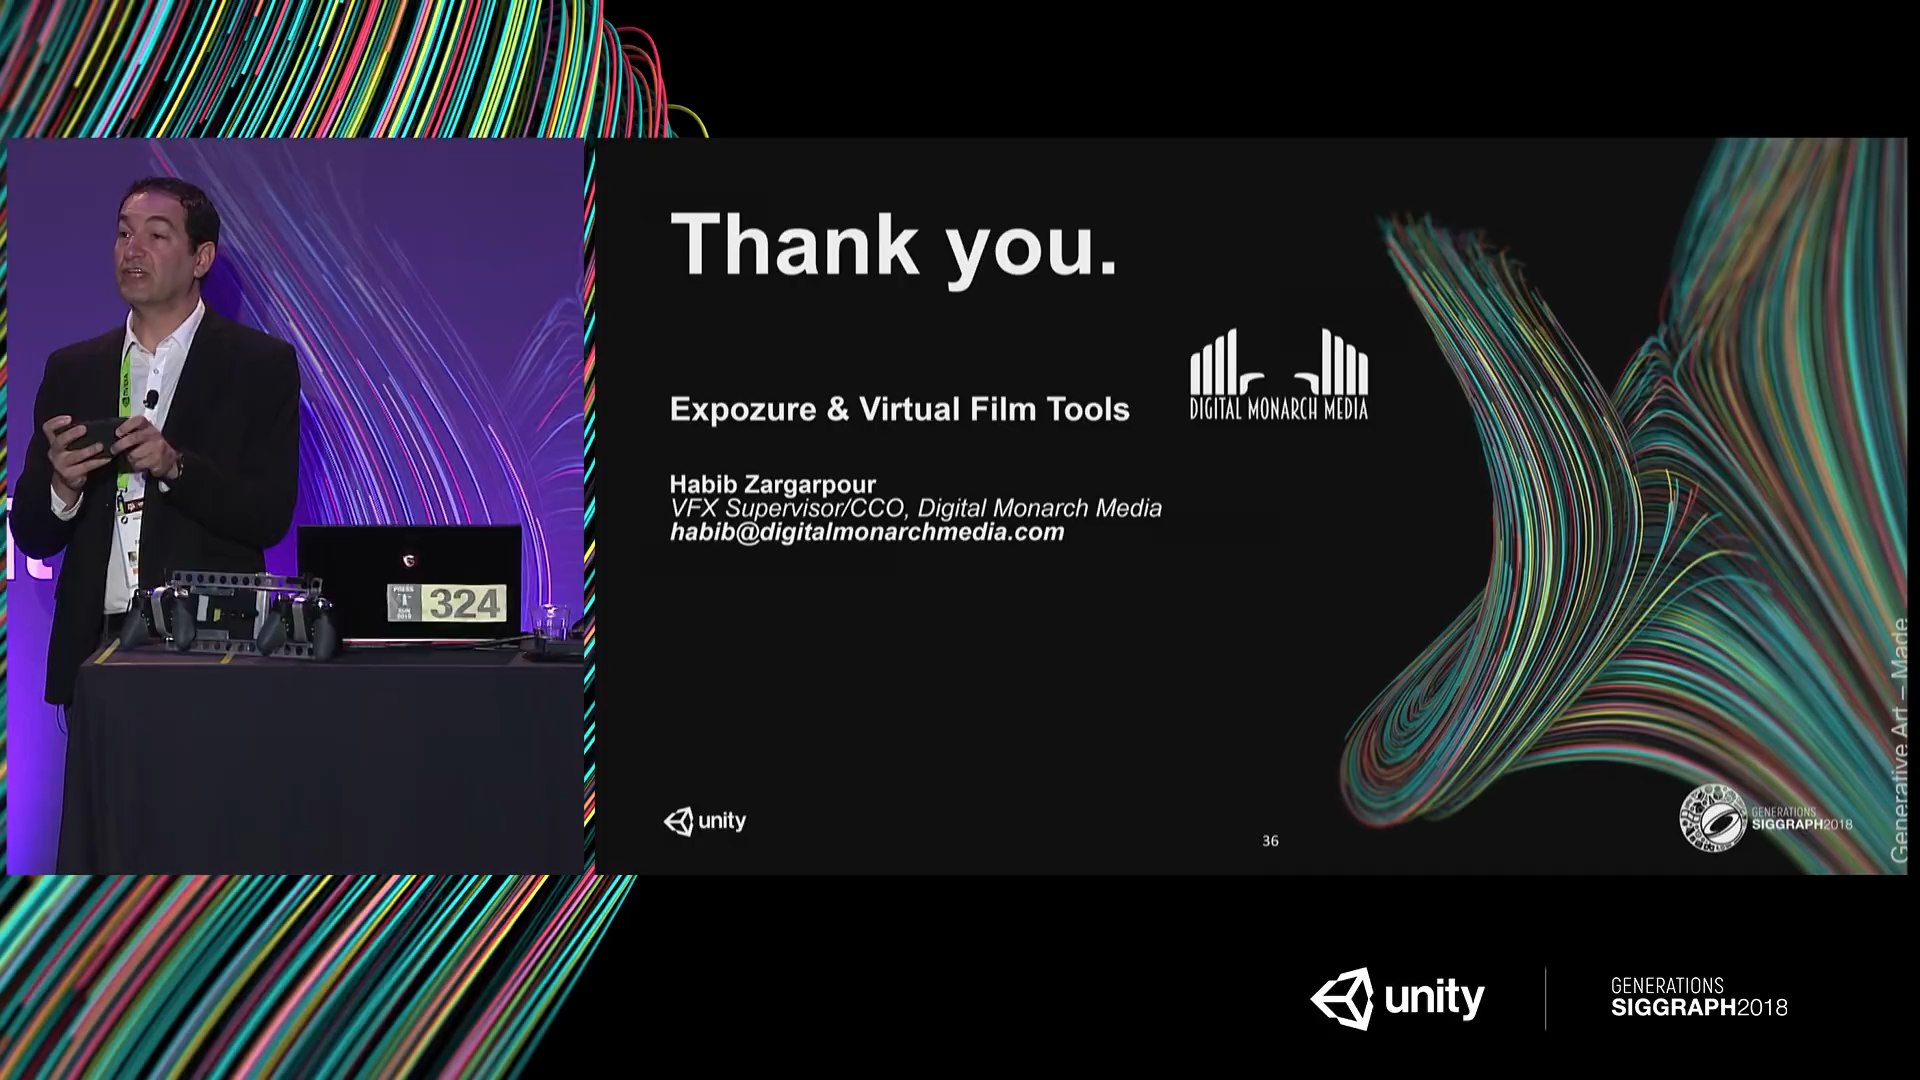 Thank you.
DIGITAL MONARCH MEDIA
Expozure & Virtual Film Tools
Habib Zargarpour
VFX Supervisor/CCO, Digital Monarch Media
habib@digitalmonarchmedia.com
PRESS
324
unity
36
GENERATIONS
SIGGRAPH2018
Generative Art – Made
unity
GENERATIONS
SIGGRAPH2018